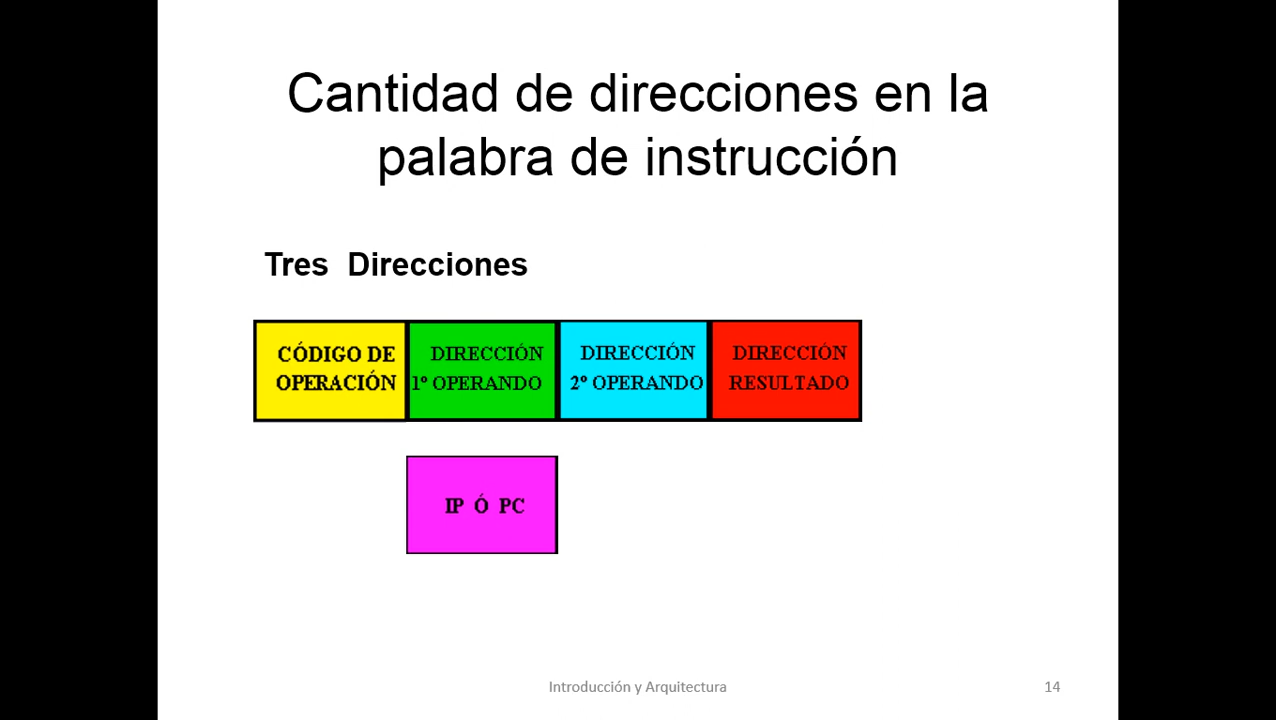 Cantidad de direcciones en la
palabra de instrucción
Tres Direcciones
CÓDIGO DE
OPERACIÓN
DIRECCIÓN
1º OPERANDO
DIRECCIÓN
2º OPERANDO
DIRECCIÓN
RESULTADO
IP Ó PC
Introducción y Arquitectura
14